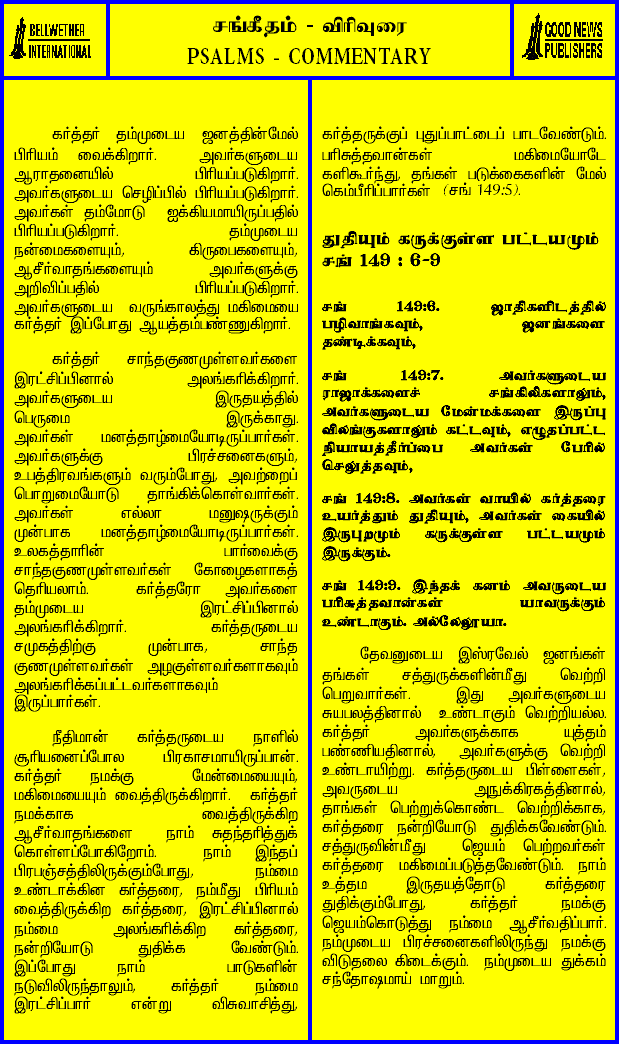 BELLWETHER
INTERNATIONAL
சங்கீதம் - விரிவுரை
PSALMS - COMMENTARY
GOOD NEWS
PUBLISHERS
கர்த்தர் தம்முடைய ஜனத்தின்மேல்
பிரியம் வைக்கிறார். அவர்களுடைய
ஆராதனையில் பிரியப்படுகிறார்.
அவர்களுடைய செழிப்பில் பிரியப்படுகிறார்.
அவர்கள் தம்மோடு ஐக்கியமாயிருப்பதில்
பிரியப்படுகிறார். தம்முடைய
நன்மைகளையும், கிருபைகளையும்,
ஆசீர்வாதங்களையும் அவர்களுக்கு
அறிவிப்பதில் பிரியப்படுகிறார்.
அவர்களுடைய வருங்காலத்து மகிமையை
கர்த்தர் இப்போது ஆயத்தம்பண்ணுகிறார்.
கர்த்தர் சாந்தகுணமுள்ளவர்களை
இரட்சிப்பினால் அலங்கரிக்கிறார்.
அவர்களுடைய இருதயத்தில்
பெருமை இருக்காது.
அவர்கள் மனத்தாழ்மையோடிருப்பார்கள்.
அவர்களுக்கு பிரச்சனைகளும்,
உபத்திரவங்களும் வரும்போது, அவற்றைப்
பொறுமையோடு தாங்கிக்கொள்வார்கள்.
அவர்கள் எல்லா மனுஷருக்கும்
முன்பாக மனத்தாழ்மையோடிருப்பார்கள்.
உலகத்தாரின் பார்வைக்கு
சாந்தகுணமுள்ளவர்கள் கோழைகளாகத்
தெரியலாம். கர்த்தரோ அவர்களை
தம்முடைய இரட்சிப்பினால்
அலங்கரிக்கிறார். கர்த்தருடைய
சமுகத்திற்கு முன்பாக, சாந்த
குணமுள்ளவர்கள் அழகுள்ளவர்களாகவும்
அலங்கரிக்கப்பட்டவர்களாகவும்
இருப்பார்கள்.
நீதிமான் கர்த்தருடைய நாளில்
சூரியனைப்போல பிரகாசமாயிருப்பான்.
கர்த்தர் நமக்கு மேன்மையையும்,
மகிமையையும் வைத்திருக்கிறார். கர்த்தர்
நமக்காக வைத்திருக்கிற
ஆசீர்வாதங்களை நாம் சுதந்தரித்துக்
கொள்ளப்போகிறோம். நாம் இந்தப்
பிரபஞ்சத்திலிருக்கும்போது, நம்மை
உண்டாக்கின கர்த்தரை, நம்மீது பிரியம்
வைத்திருக்கிற கர்த்தரை, இரட்சிப்பினால்
நம்மை அலங்கரிக்கிற கர்த்தரை,
நன்றியோடு துதிக்க வேண்டும்.
இப்போது நாம் பாடுகளின்
நடுவிலிருந்தாலும், கர்த்தர் நம்மை
இரட்சிப்பார் என்று விசுவாசித்து,
கர்த்தருக்குப் புதுப்பாட்டைப் பாடவேண்டும்.
பரிசுத்தவான்கள் மகிமையோடே
களிகூர்ந்து, தங்கள் படுக்கைகளின் மேல்
கெம்பீரிப்பார்கள் (சங் 149:5).
துதியும் கருக்குள்ள பட்டயமும்
சங் 149 : 6-9
சங் 149:6. ஜாதிகளிடத்தில்
பழிவாங்கவும், ஜனங்களை
தண்டிக்கவும்,
சங் 149:7. அவர்களுடைய
ராஜாக்களைச் சங்கிலிகளாலும்,
அவர்களுடைய மேன்மக்களை இருப்பு
விலங்குகளாலும் கட்டவும், எழுதப்பட்ட
நியாயத்தீர்ப்பை அவர்கள் பேரில்
செலுத்தவும்,
சங் 149:8. அவர்கள் வாயில் கர்த்தரை
உயர்த்தும் துதியும், அவர்கள் கையில்
இருபுறமும் கருக்குள்ள பட்டயமும்
இருக்கும்.
சங் 149:9. இந்தக் கனம் அவருடைய
பரிசுத்தவான்கள் யாவருக்கும்
உண்டாகும். அல்லேலூயா.
தேவனுடைய இஸ்ரவேல் ஜனங்கள்
தங்கள் சத்துருக்களின்மீது வெற்றி
பெறுவார்கள். இது அவர்களுடைய
சுயபலத்தினால் உண்டாகும் வெற்றியல்ல.
கர்த்தர் அவர்களுக்காக யுத்தம்
பண்ணியதினால், அவர்களுக்கு வெற்றி
உண்டாயிற்று. கர்த்தருடைய பிள்ளைகள்,
அவருடைய அநுக்கிரகத்தினால்,
தாங்கள் பெற்றுக்கொண்ட வெற்றிக்காக,
கர்த்தரை நன்றியோடு துதிக்கவேண்டும்.
சத்துருவின்மீது ஜெயம் பெற்றவர்கள்
கர்த்தரை மகிமைப்படுத்தவேண்டும். நாம்
உத்தம இருதயத்தோடு கர்த்தரை
துதிக்கும்போது, கர்த்தர் நமக்கு
ஜெயம்கொடுத்து நம்மை ஆசீர்வதிப்பார்.
நம்முடைய பிரச்சனைகளிலிருந்து நமக்கு
விடுதலை கிடைக்கும். நம்முடைய துக்கம்
சந்தோஷமாய் மாறும்.